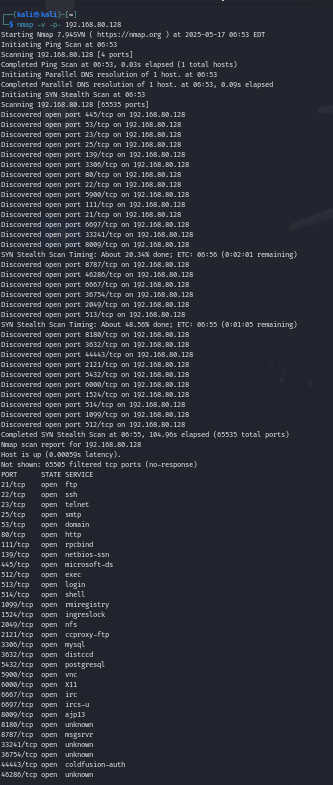 ┌──(kali㉿kali)-[~]
└─$ nmap -v -p- 192.168.80.128
Starting Nmap 7.94SVN ( https://nmap.org ) at 2025-05-17 06:53 EDT
Initiating Ping Scan at 06:53
Scanning 192.168.80.128 [4 ports]
Completed Ping Scan at 06:53, 0.03s elapsed (1 total hosts)
Initiating Parallel DNS resolution of 1 host. at 06:53
Completed Parallel DNS resolution of 1 host. at 06:53, 0.09s elapsed
Initiating SYN Stealth Scan at 06:53
Scanning 192.168.80.128 [65535 ports]
Discovered open port 445/tcp on 192.168.80.128
Discovered open port 53/tcp on 192.168.80.128
Discovered open port 23/tcp on 192.168.80.128
Discovered open port 25/tcp on 192.168.80.128
Discovered open port 139/tcp on 192.168.80.128
Discovered open port 3306/tcp on 192.168.80.128
Discovered open port 80/tcp on 192.168.80.128
Discovered open port 22/tcp on 192.168.80.128
Discovered open port 5900/tcp on 192.168.80.128
Discovered open port 111/tcp on 192.168.80.128
Discovered open port 21/tcp on 192.168.80.128
Discovered open port 6697/tcp on 192.168.80.128
Discovered open port 33241/tcp on 192.168.80.128
Discovered open port 8009/tcp on 192.168.80.128
SYN Stealth Scan Timing: About 20.34% done; ETC: 06:56 (0:02:01 remaining)
Discovered open port 8787/tcp on 192.168.80.128
Discovered open port 46286/tcp on 192.168.80.128
Discovered open port 6667/tcp on 192.168.80.128
Discovered open port 36754/tcp on 192.168.80.128
Discovered open port 2049/tcp on 192.168.80.128
Discovered open port 513/tcp on 192.168.80.128
SYN Stealth Scan Timing: About 48.56% done; ETC: 06:55 (0:01:05 remaining)
Discovered open port 8180/tcp on 192.168.80.128
Discovered open port 3632/tcp on 192.168.80.128
Discovered open port 44443/tcp on 192.168.80.128
Discovered open port 2121/tcp on 192.168.80.128
Discovered open port 5432/tcp on 192.168.80.128
Discovered open port 6000/tcp on 192.168.80.128
Discovered open port 1524/tcp on 192.168.80.128
Discovered open port 514/tcp on 192.168.80.128
Discovered open port 1099/tcp on 192.168.80.128
Discovered open port 512/tcp on 192.168.80.128
Completed SYN Stealth Scan at 06:55, 104.96s elapsed (65535 total ports)
Nmap scan report for 192.168.80.128
Host is up (0.00059s latency).
Not shown: 65505 filtered tcp ports (no-response)
PORT      STATE SERVICE
21/tcp    open  ftp
22/tcp    open  ssh
23/tcp    open  telnet
25/tcp    open  smtp
53/tcp    open  domain
80/tcp    open  http
111/tcp   open  rpcbind
139/tcp   open  netbios-ssn
445/tcp   open  microsoft-ds
512/tcp   open  exec
513/tcp   open  login
514/tcp   open  shell
1099/tcp  open  rmiregistry
1524/tcp  open  ingreslock
2049/tcp  open  nfs
2121/tcp  open  ccproxy-ftp
3306/tcp  open  mysql
3632/tcp  open  distccd
5432/tcp  open  postgresql
5900/tcp  open  vnc
6000/tcp  open  X11
6667/tcp  open  irc
6697/tcp  open  ircs-u
8009/tcp  open  ajp13
8180/tcp  open  unknown
8787/tcp  open  msgsrvr
33241/tcp open  unknown
36754/tcp open  unknown
44443/tcp open  coldfusion-auth
46286/tcp open  unknown